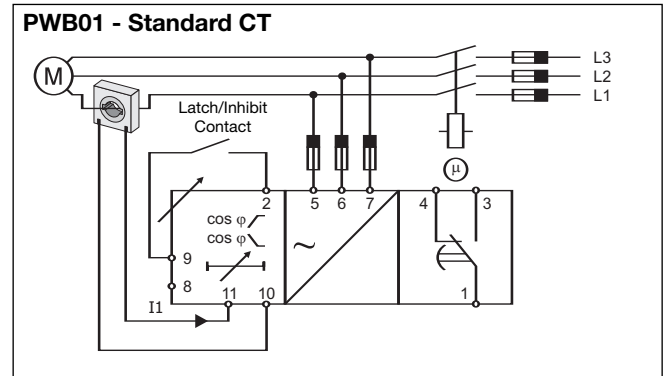 PWB01 - Standard CT
L3
L2
L1
M
Latch/Inhibit
Contact
µ
2
5
6
7
4
3
cos φ
cos φ
~
9
8
11
10
1
I1